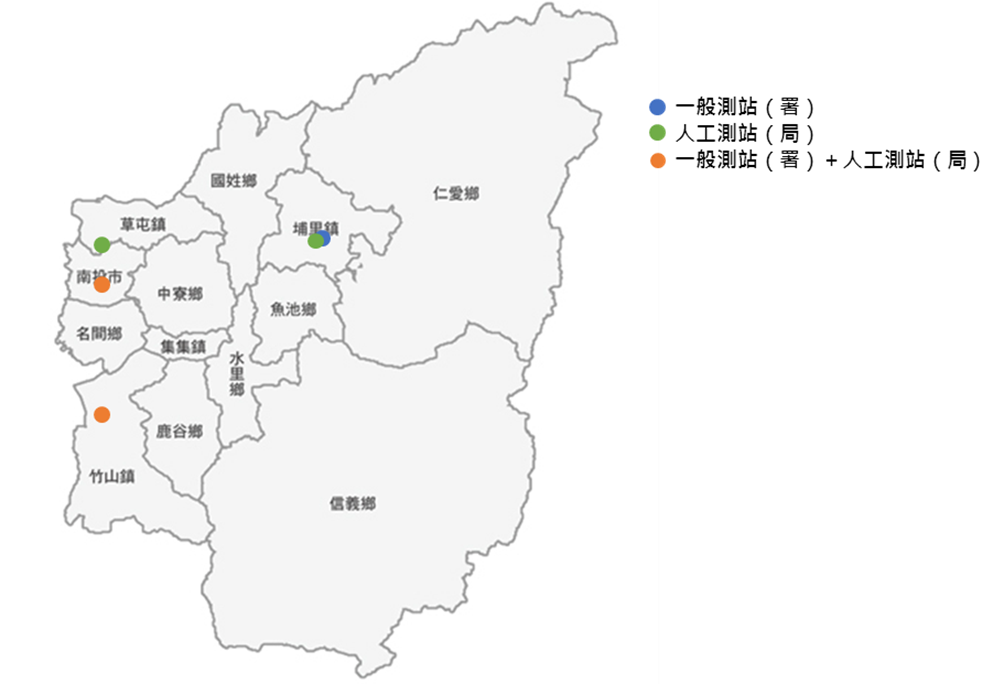 一般測站（署）
人工測站（局）
一般測站（署）+人工測站（局）
國姓鄉
仁愛鄉
草屯鎮
埔里鎮
南投市
中寮鄉
魚池鄉
名間鄉
集集鎮
水里鄉
鹿谷鄉
竹山鎮
信義鄉